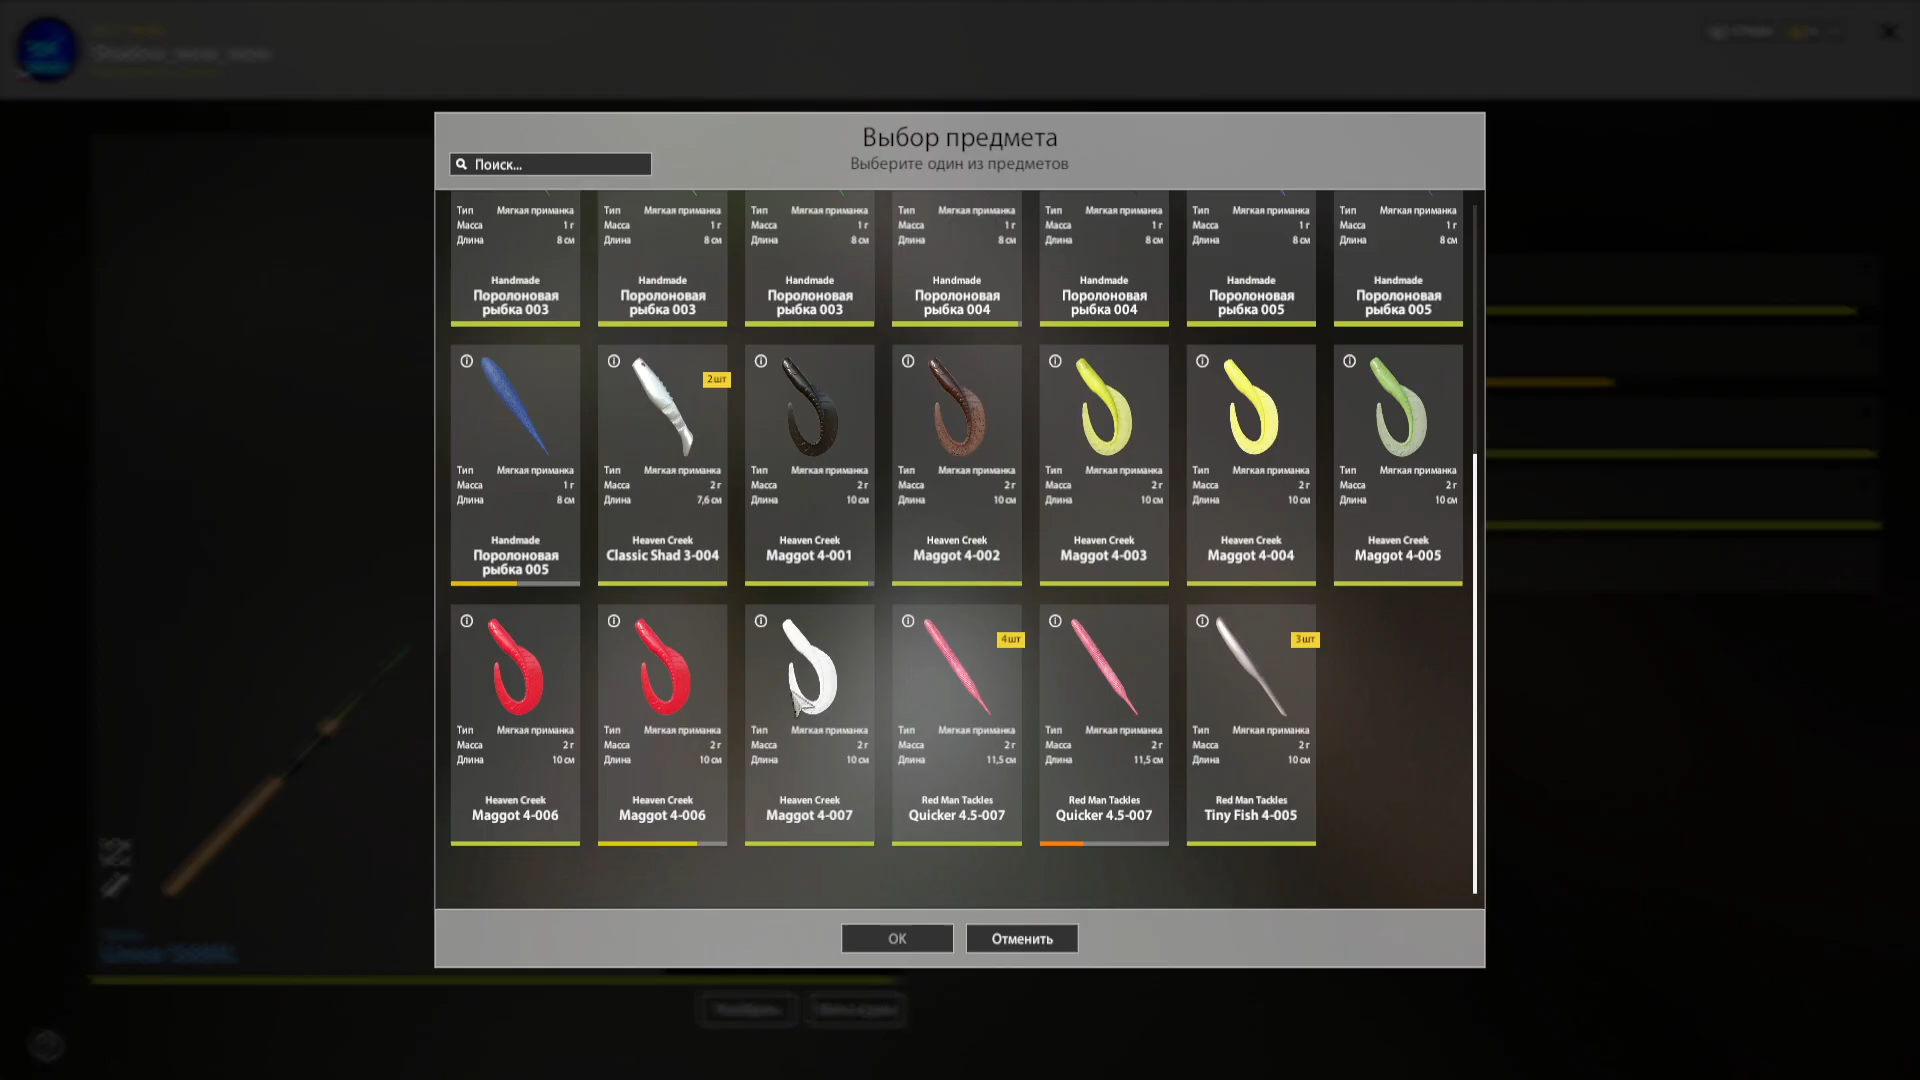 Выбор предмета
Поиск...
Выберите один из предметов
Тип Мягкая приманка Тип Мягкая приманка Тип Мягкая приманка Тип Мягкая приманка Тип Мягкая приманка Тип Мягкая приманка Тип Мягкая приманка
Масса 1 г Масса 1 г Масса 1 г Масса 1 г Масса 1 г Масса 1 г Масса 1 г
Длина 8 см Длина 8 см Длина 8 см Длина 8 см Длина 8 см Длина 8 см Длина 8 см
Handmade Handmade Handmade Handmade Handmade Handmade Handmade
Поролоновая Поролоновая Поролоновая Поролоновая Поролоновая Поролоновая Поролоновая
рыбка 003 рыбка 003 рыбка 003 рыбка 004 рыбка 004 рыбка 005 рыбка 005
2 шт
Тип Мягкая приманка Тип Мягкая приманка Тип Мягкая приманка Тип Мягкая приманка Тип Мягкая приманка Тип Мягкая приманка Тип Мягкая приманка
Масса 1 г Масса 2 г Масса 2 г Масса 2 г Масса 2 г Масса 2 г Масса 2 г
Длина 8 см Длина 7,6 см Длина 10 см Длина 10 см Длина 10 см Длина 10 см Длина 10 см
Handmade Heaven Creek Heaven Creek Heaven Creek Heaven Creek Heaven Creek Heaven Creek
Поролоновая Classic Shad 3-004 Maggot 4-001 Maggot 4-002 Maggot 4-003 Maggot 4-004 Maggot 4-005
рыбка 005
4 шт 3 шт
Тип Мягкая приманка Тип Мягкая приманка Тип Мягкая приманка Тип Мягкая приманка Тип Мягкая приманка Тип Мягкая приманка
Масса 2 г Масса 2 г Масса 2 г Масса 2 г Масса 2 г Масса 2 г
Длина 10 см Длина 10 см Длина 10 см Длина 11,5 см Длина 11,5 см Длина 10 см
Heaven Creek Heaven Creek Heaven Creek Red Man Tackles Red Man Tackles Red Man Tackles
Maggot 4-006 Maggot 4-006 Maggot 4-007 Quicker 4.5-007 Quicker 4.5-007 Tiny Fish 4-005
OK Отменить